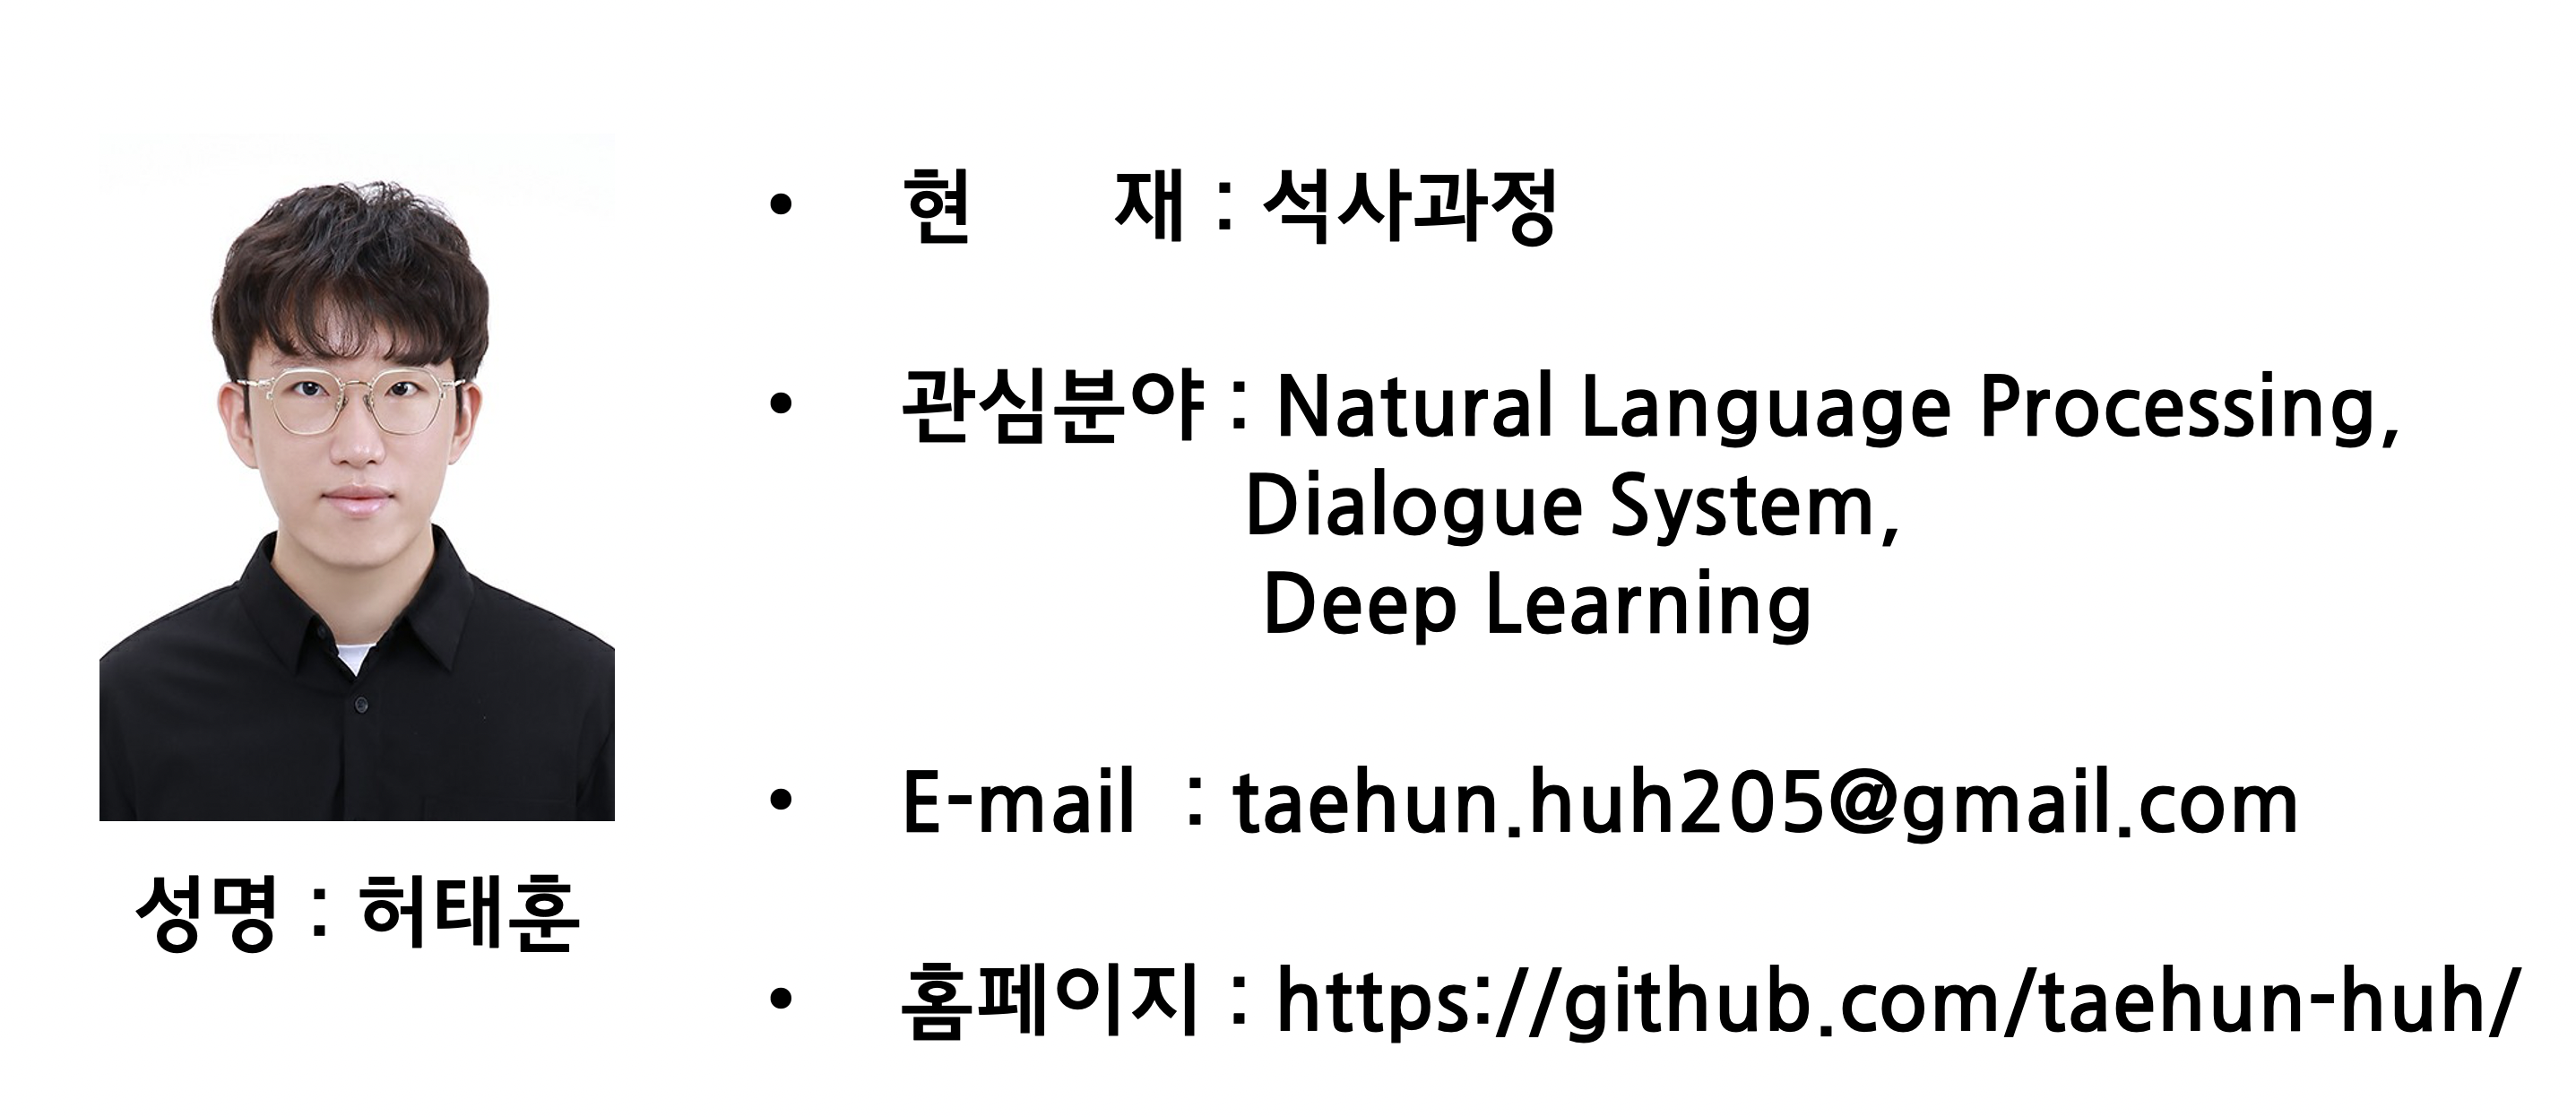 현 재 : 석사과정
관심분야 : Natural Language Processing,
Dialogue System,
Deep Learning
E-mail : taehun.huh205@gmail.com
홈페이지 : https://github.com/taehun-huh/
성명 : 허태훈